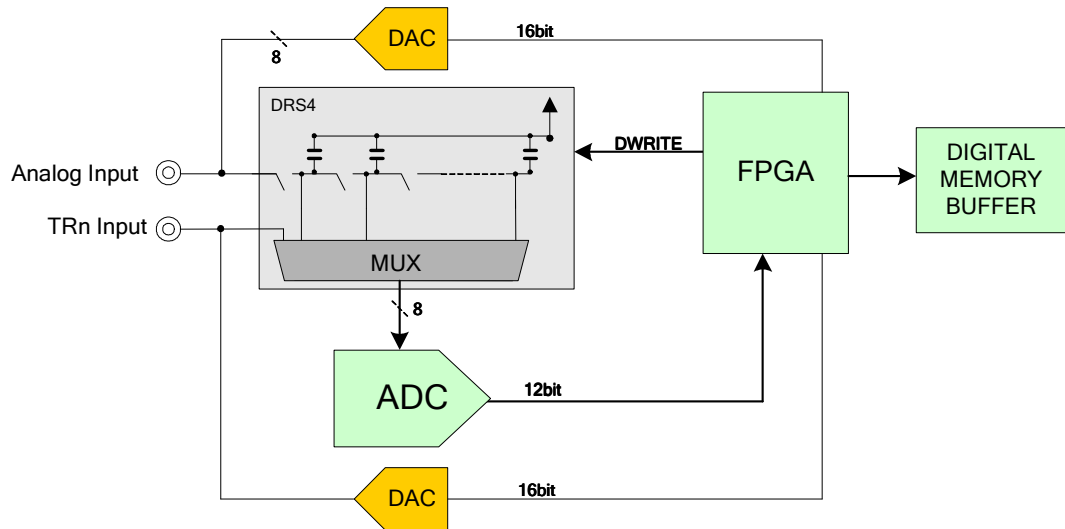 DAC
16bit
8
DRS4
DWRITE
FPGA
DIGITAL
MEMORY
BUFFER
Analog Input
TRn Input
MUX
8
ADC
12bit
DAC
16bit